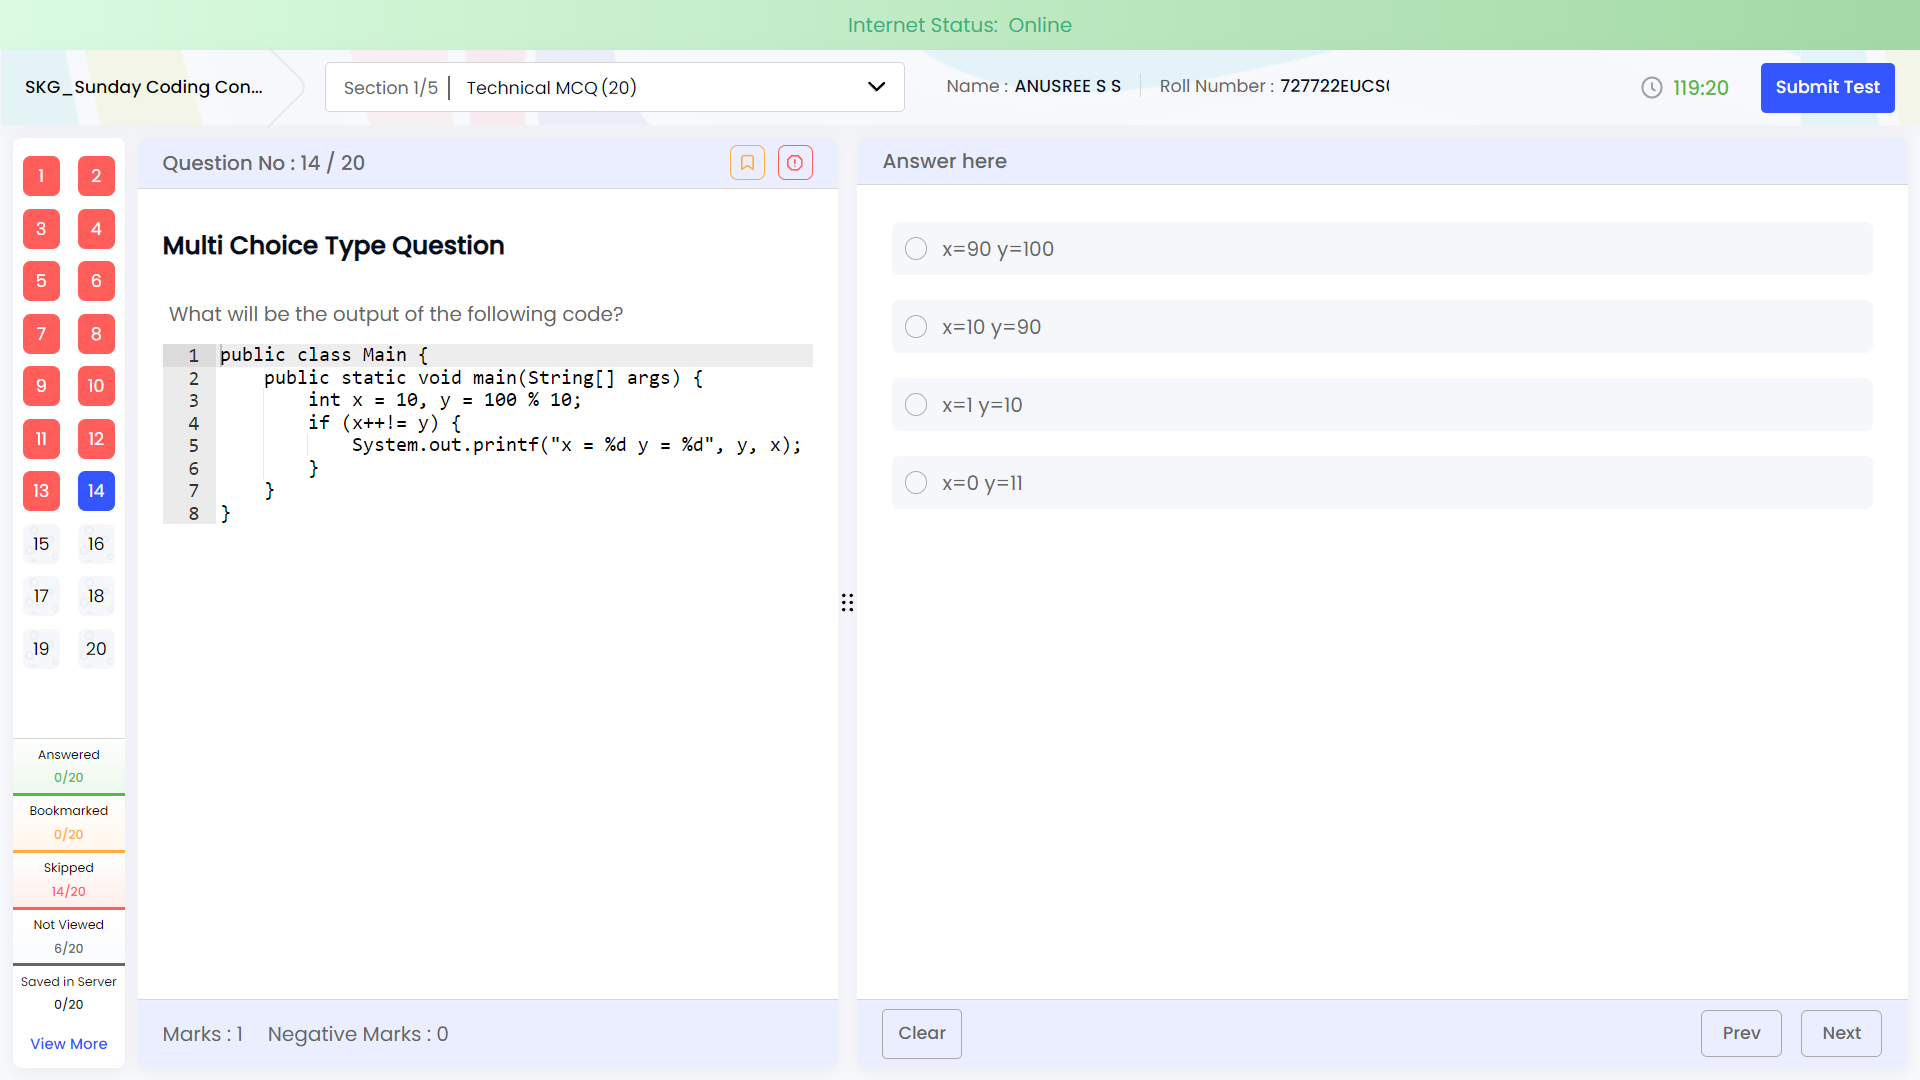 Internet Status: Online
SKG_Sunday Coding Con...
Section 1/5 | Technical MCQ (20)
Name : ANUSREE S S
Roll Number : 727722EUCS
119:20
Submit Test
1 2
3 4
5 6
7 8
9 10
11 12
13 14
15 16
17 18
19 20
Answered
0/20
Bookmarked
0/20
Skipped
14/20
Not Viewed
6/20
Saved in Server
0/20
View More
Question No : 14 / 20
Multi Choice Type Question
What will be the output of the following code?
1 public class Main {
2     public static void main(String[] args) {
3         int x = 10, y = 100 % 10;
4         if (x++!= y) {
5             System.out.printf("x = %d y = %d", y, x);
6         }
7     }
8 }
Marks : 1 Negative Marks : 0
Answer here
x=90 y=100
x=10 y=90
x=1 y=10
x=0 y=11
Clear
Prev
Next